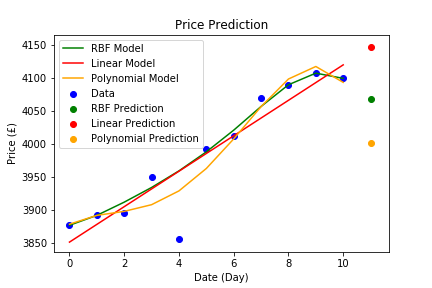 Price Prediction
RBF Model
Linear Model
Polynomial Model
Data
RBF Prediction
Linear Prediction
Polynomial Prediction
Price (£)
4150
4100
4050
4000
3950
3900
3850
0 2 4 6 8 10
Date (Day)